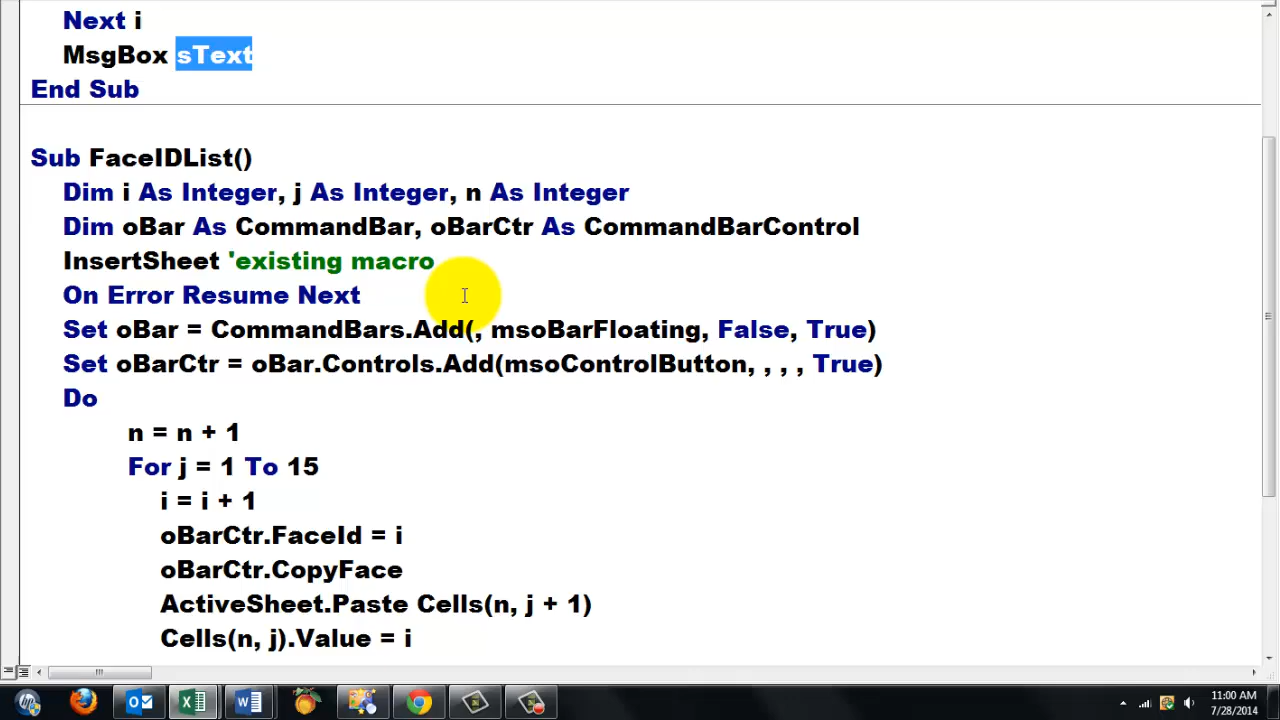 Next i
MsgBox sText
End Sub
Sub FaceIDList()
Dim i As Integer, j As Integer, n As Integer
Dim oBar As CommandBar, oBarCtr As CommandBarControl
InsertSheet 'existing macro
On Error Resume Next
Set oBar = CommandBars.Add(, msoBarFloating, False, True)
Set oBarCtr = oBar.Controls.Add(msoControlButton, , , , True)
Do
n = n + 1
For j = 1 To 15
i = i + 1
oBarCtr.FaceId = i
oBarCtr.CopyFace
ActiveSheet.Paste Cells(n, j + 1)
Cells(n, j).Value = i
11:00 AM
7/28/2014